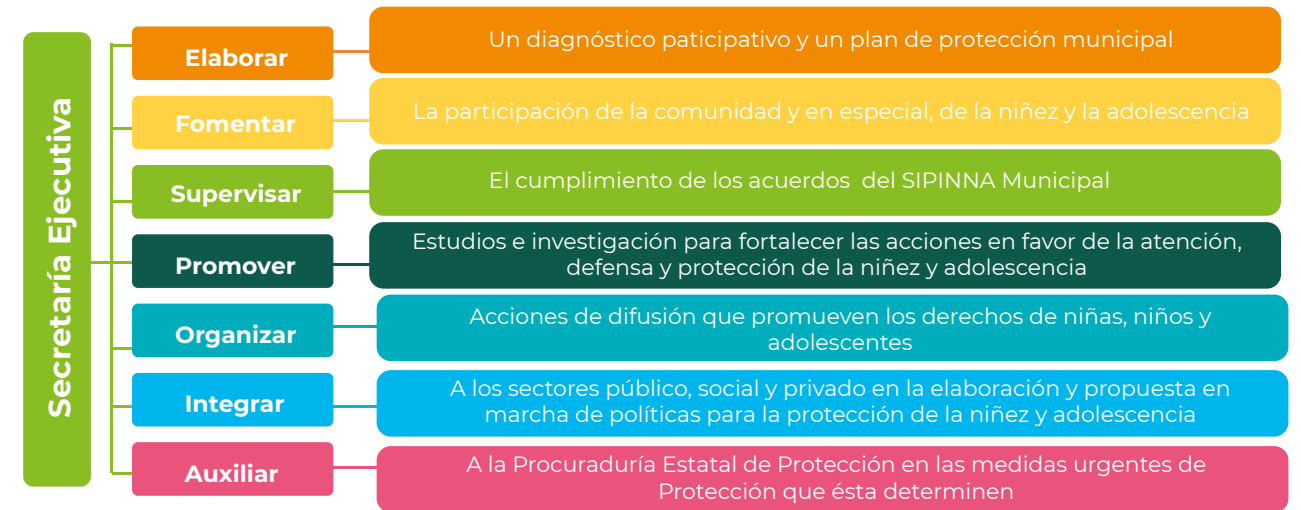 Secretaría Ejecutiva
Elaborar
Un diagnóstico paticipativo y un plan de protección municipal
Fomentar
La participación de la comunidad y en especial, de la niñez y la adolescencia
Supervisar
El cumplimiento de los acuerdos del SIPINNA Municipal
Promover
Estudios e investigación para fortalecer las acciones en favor de la atención,
defensa y protección de la niñez y adolescencia
Organizar
Acciones de difusión que promueven los derechos de niñas, niños y
adolescentes
Integrar
A los sectores público, social y privado en la elaboración y propuesta en
marcha de políticas para la protección de la niñez y adolescencia
Auxiliar
A la Procuraduría Estatal de Protección en las medidas urgentes de
Protección que ésta determinen